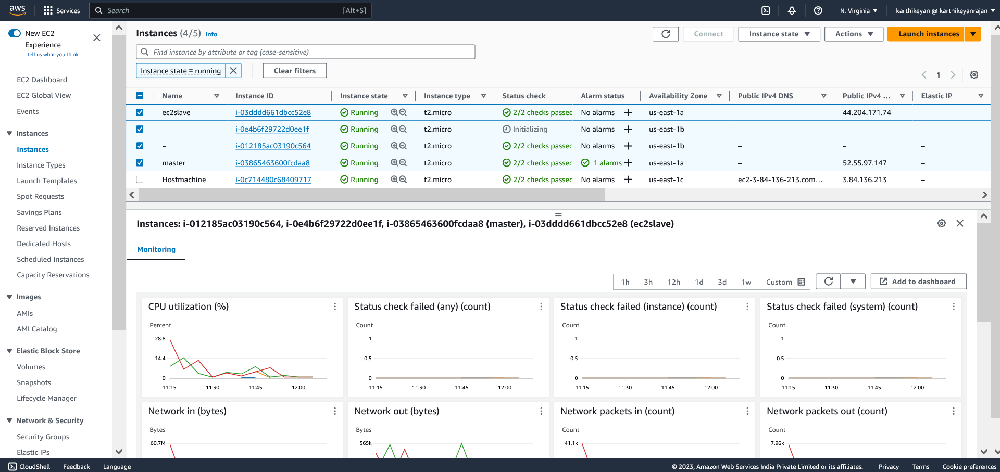 aws Services Search [Alt+S] N. Virginia karthikeyan @ karthikeyanrajan
New EC2
Experience
Tell us what you think
EC2 Dashboard
EC2 Global View
Events
Instances
Instances
Instance Types
Launch Templates
Spot Requests
Savings Plans
Reserved Instances
Dedicated Hosts
Scheduled Instances
Capacity Reservations
Images
AMIs
AMI Catalog
Elastic Block Store
Volumes
Snapshots
Lifecycle Manager
Network & Security
Security Groups
Elastic IPs
Instances (4/5) Info
Connect Instance state Actions Launch instances
Find instance by attribute or tag (case-sensitive)
Instance state = running Clear filters
1
Name Instance ID Instance state Instance type Status check Alarm status Availability Zone Public IPv4 DNS Public IPv4 ... Elastic IP
ec2slave i-03dddd661dbcc52e8 Running t2.micro 2/2 checks passed No alarms + us-east-1a – 44.204.171.74 –
– i-0e4b6f29722d0ee1f Running t2.micro Initializing No alarms + us-east-1b – – –
– i-012185ac03190c564 Running t2.micro 2/2 checks passed No alarms + us-east-1b – – –
master i-03865463600fcdaa8 Running t2.micro 2/2 checks passed 1 alarms + us-east-1a – 52.55.97.147 –
Hostmachine i-0c714480c68409717 Running t2.micro 2/2 checks passed No alarms + us-east-1c ec2-3-84-136-213.com... 3.84.136.213 –
Instances: i-012185ac03190c564, i-0e4b6f29722d0ee1f, i-03865463600fcdaa8 (master), i-03dddd661dbcc52e8 (ec2slave)
Monitoring
1h 3h 12h 1d 3d 1w Custom Add to dashboard
CPU utilization (%)
Percent
28.8
14.4
0
11:15 11:30 11:45 12:00
Status check failed (any) (count)
Count
1
0.5
0
11:15 11:30 11:45 12:00
Status check failed (instance) (count)
Count
1
0.5
0
11:15 11:30 11:45 12:00
Status check failed (system) (count)
Count
1
0.5
0
11:15 11:30 11:45 12:00
Network in (bytes)
Bytes
60.7M
Network out (bytes)
Bytes
565k
Network packets in (count)
Count
41.1k
Network packets out (count)
Count
7.96k
CloudShell Feedback Language © 2023, Amazon Web Services India Private Limited or its affiliates. Privacy Terms Cookie preferences